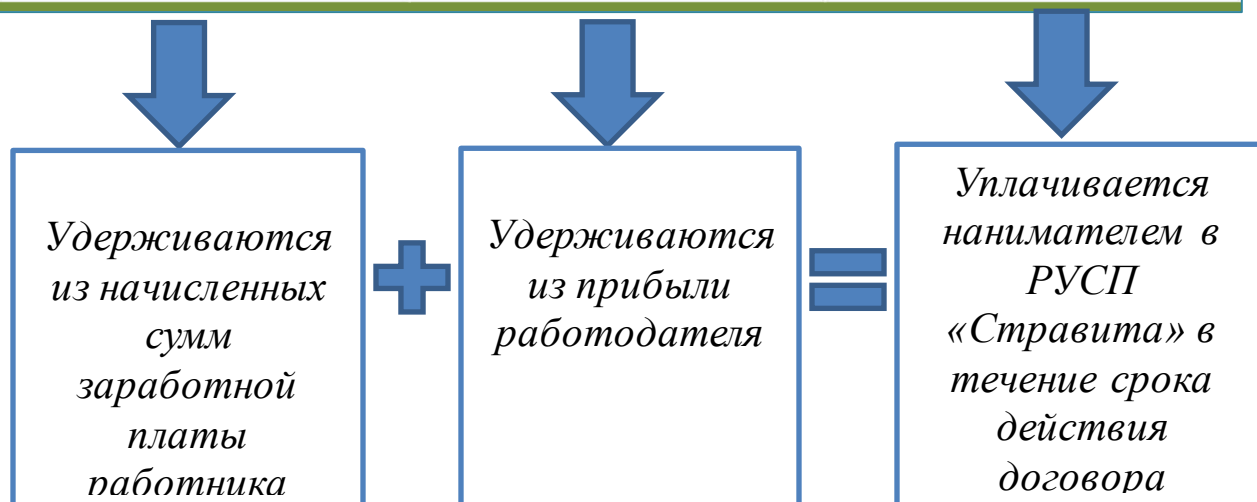 Удерживаются
из начисленных
сумм
заработной
платы
работника
Удерживаются
из прибыли
работодателя
Уплачивается
нанимателем в
РУСП
«Стравита» в
течение срока
действия
договора